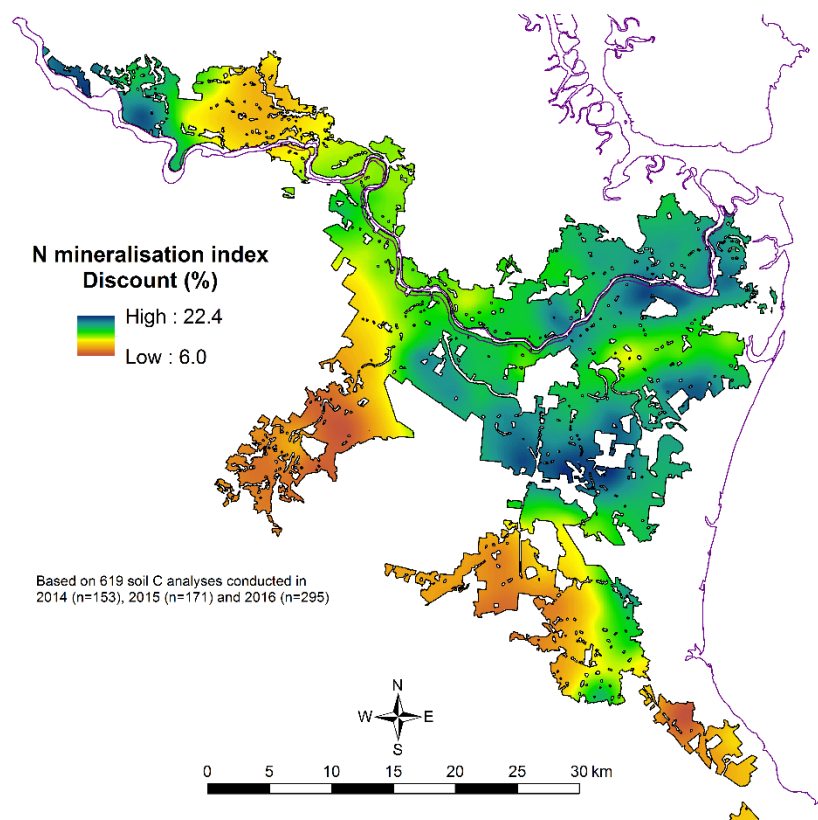 N mineralisation index
Discount (%)
High : 22.4
Low : 6.0
Based on 619 soil C analyses conducted in
2014 (n=153), 2015 (n=171) and 2016 (n=295)
N
W E
S
0 5 10 15 20 25 30 km